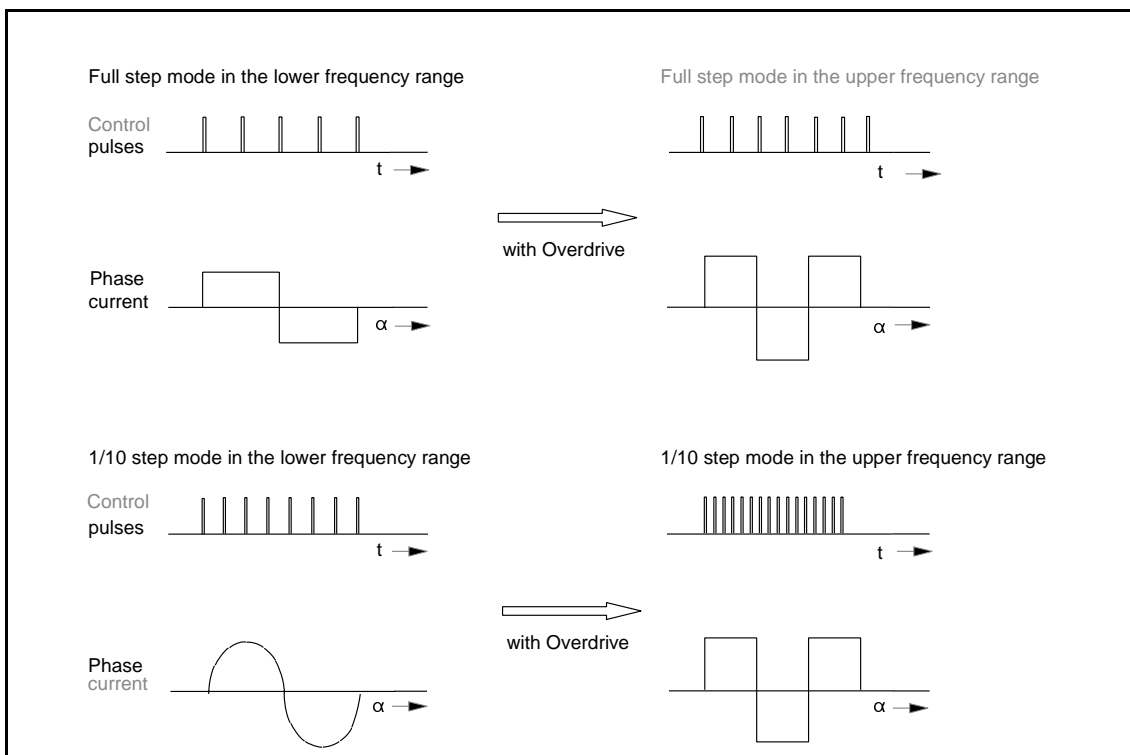 Full step mode in the lower frequency range
Control
pulses
t
Phase
current
α
with Overdrive
Full step mode in the upper frequency range
t
α
1/10 step mode in the lower frequency range
Control
pulses
t
Phase
current
α
with Overdrive
1/10 step mode in the upper frequency range
t
α